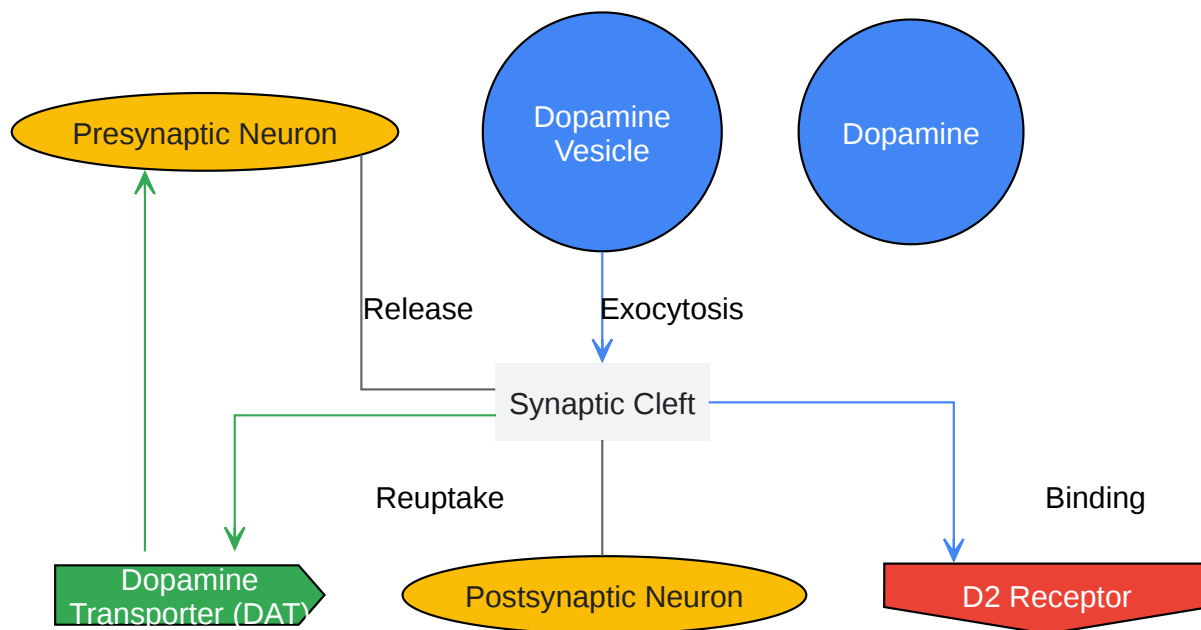 Presynaptic Neuron
Dopamine
Vesicle
Dopamine
Release
Exocytosis
Synaptic Cleft
Reuptake
Binding
Dopamine
Transporter (DAT)
Postsynaptic Neuron
D2 Receptor